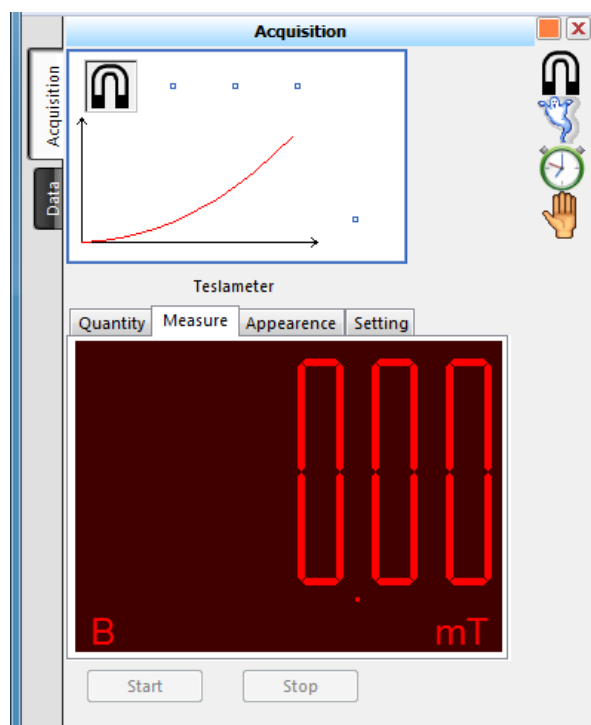 Acquisition
X
Acquisition
Data
Teslameter
Quantity Measure Appearence Setting
0.00
B mT
Start Stop